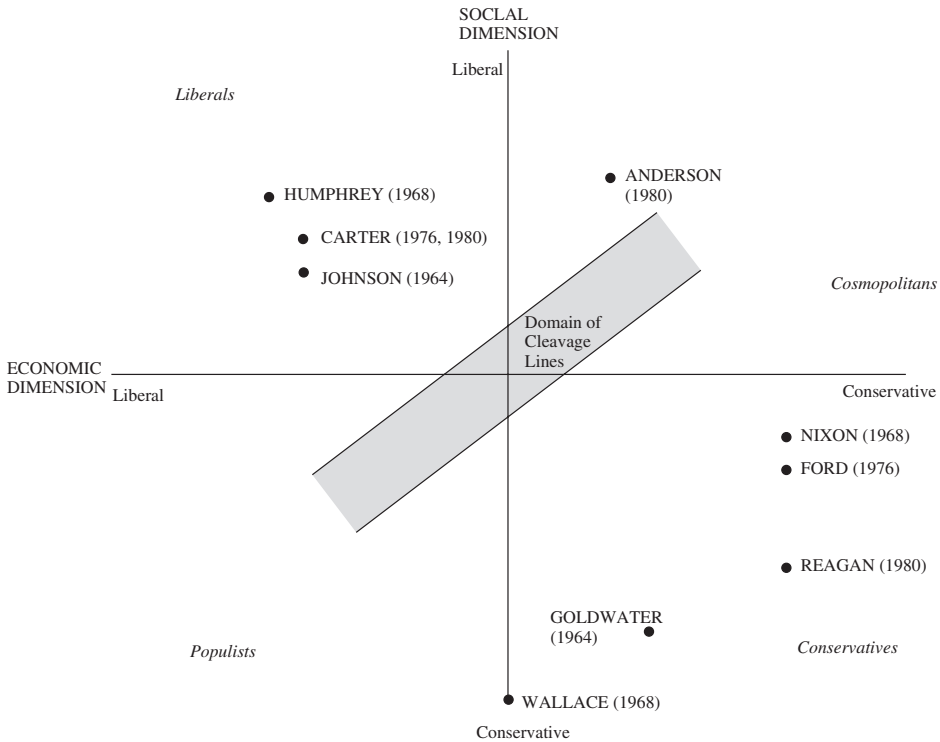 SOCLAL
DIMENSION
Liberal
Liberals
ANDERSON
(1980)
HUMPHREY (1968)
CARTER (1976, 1980)
JOHNSON (1964)
Cosmopolitans
Domain of
Cleavage
Lines
ECONOMIC
DIMENSION
Liberal
Conservative
NIXON (1968)
FORD (1976)
REAGAN (1980)
GOLDWATER
(1964)
Populists
Conservatives
WALLACE (1968)
Conservative